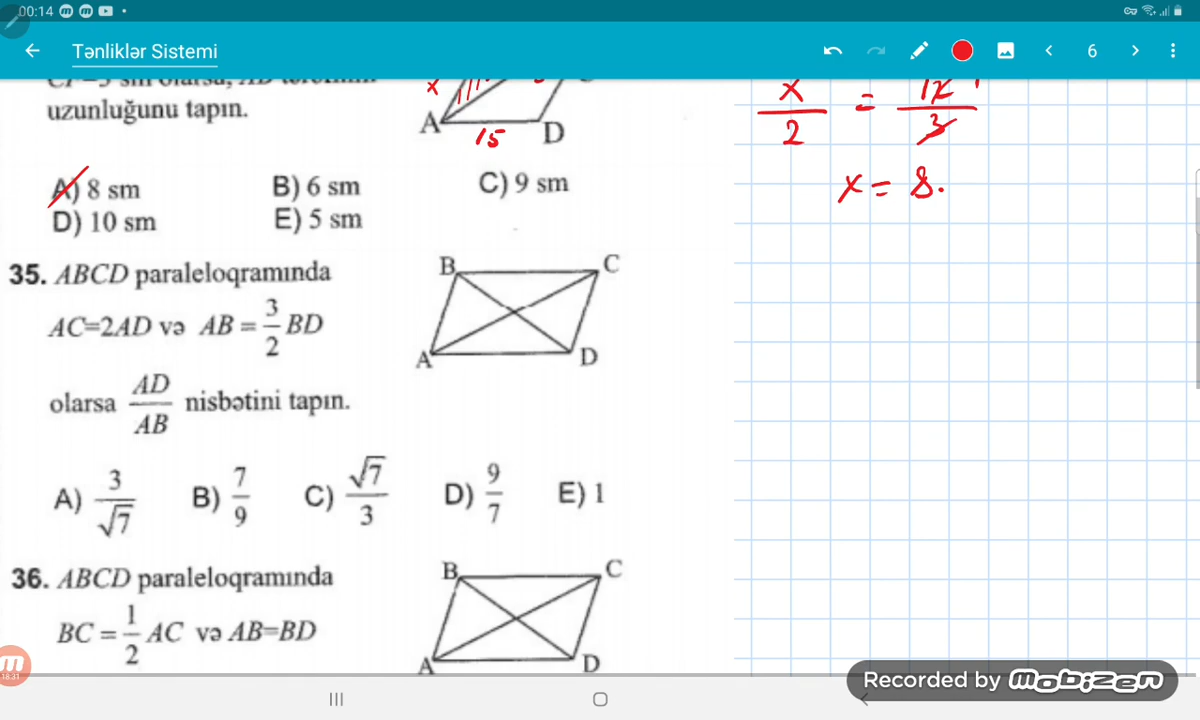 00:14
Tənliklər Sistemi
6
uzunluğunu tapın.
x
A
15
D
A) 8 sm B) 6 sm C) 9 sm
D) 10 sm E) 5 sm
x/2 = 12/3
x = 8.
35. ABCD paraleloqramında
AC=2AD və AB = 3/2 BD
olarsa AD/AB nisbətini tapın.
B C
A D
A) 3/√7 B) 7/9 C) √7/3 D) 9/7 E) 1
36. ABCD paraleloqramında
BC = 1/2 AC və AB=BD
B C
A D
18:31
Recorded by mobizen